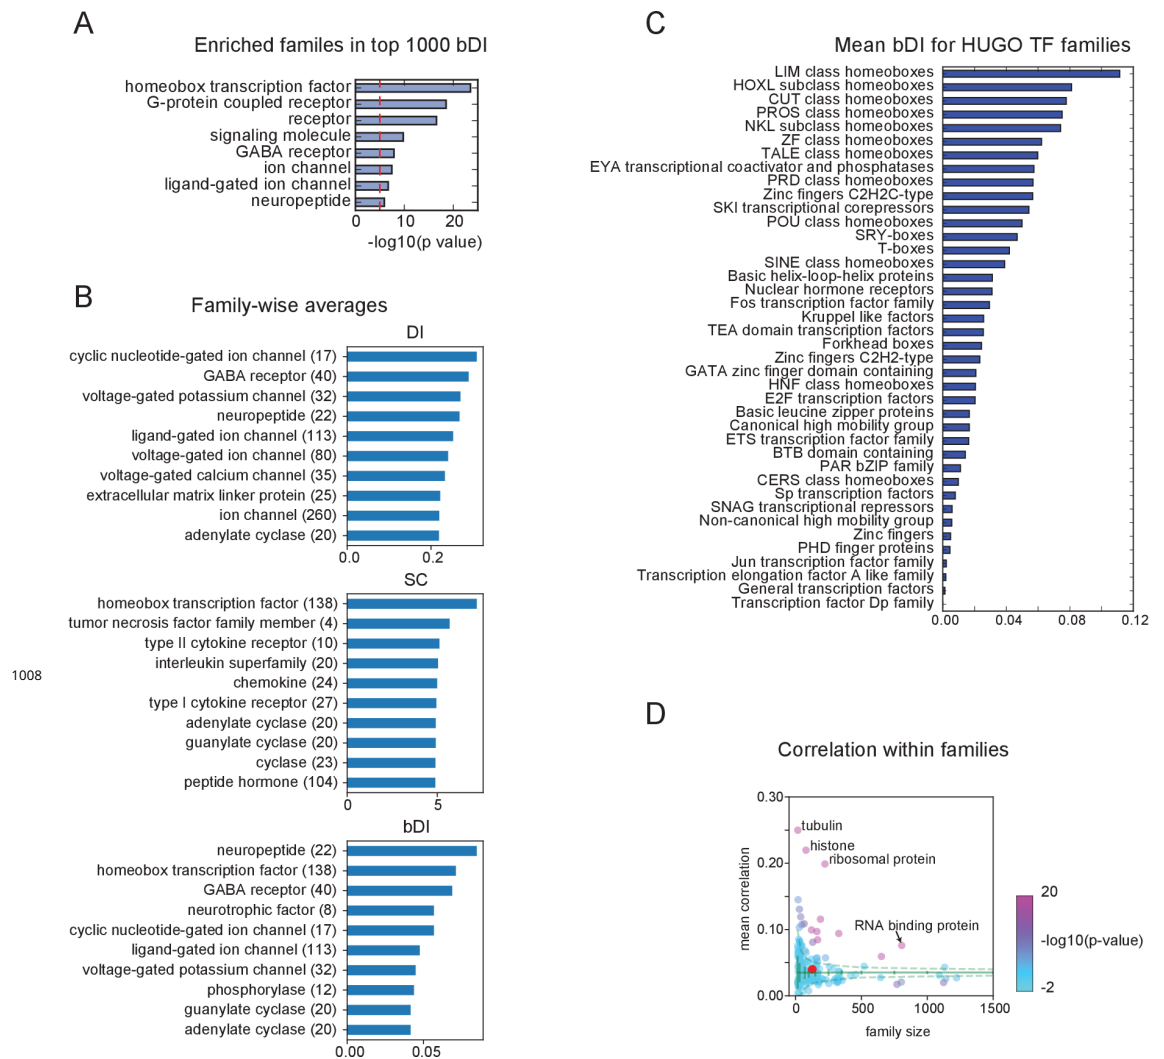 A
Enriched familes in top 1000 bDI
homeobox transcription factor
G-protein coupled receptor
receptor
signaling molecule
GABA receptor
ion channel
ligand-gated ion channel
neuropeptide
0 10 20
-log10(p value)
B
Family-wise averages
DI
cyclic nucleotide-gated ion channel (17)
GABA receptor (40)
voltage-gated potassium channel (32)
neuropeptide (22)
ligand-gated ion channel (113)
voltage-gated ion channel (80)
voltage-gated calcium channel (35)
extracellular matrix linker protein (25)
ion channel (260)
adenylate cyclase (20)
0.0 0.2
SC
homeobox transcription factor (138)
tumor necrosis factor family member (4)
type II cytokine receptor (10)
interleukin superfamily (20)
chemokine (24)
type I cytokine receptor (27)
adenylate cyclase (20)
guanylate cyclase (20)
cyclase (23)
peptide hormone (104)
0 5
1008
bDI
neuropeptide (22)
homeobox transcription factor (138)
GABA receptor (40)
neurotrophic factor (8)
cyclic nucleotide-gated ion channel (17)
ligand-gated ion channel (113)
voltage-gated potassium channel (32)
phosphorylase (12)
guanylate cyclase (20)
adenylate cyclase (20)
0.00 0.05
C
Mean bDI for HUGO TF families
LIM class homeoboxes
HOXL subclass homeoboxes
CUT class homeoboxes
PROS class homeoboxes
NKL subclass homeoboxes
ZF class homeoboxes
TALE class homeoboxes
EYA transcriptional coactivator and phosphatases
PRD class homeoboxes
Zinc fingers C2H2C-type
SKI transcriptional corepressors
POU class homeoboxes
SRY-boxes
T-boxes
SINE class homeoboxes
Basic helix-loop-helix proteins
Nuclear hormone receptors
Fos transcription factor family
Kruppel like factors
TEA domain transcription factors
Forkhead boxes
Zinc fingers C2H2-type
GATA zinc finger domain containing
HNF class homeoboxes
E2F transcription factors
Basic leucine zipper proteins
Canonical high mobility group
ETS transcription factor family
BTB domain containing
PAR bZIP family
CERS class homeoboxes
Sp transcription factors
SNAG transcriptional repressors
Non-canonical high mobility group
Zinc fingers
PHD finger proteins
Jun transcription factor family
Transcription elongation factor A like family
General transcription factors
Transcription factor Dp family
0.00 0.04 0.08 0.12
D
Correlation within families
mean correlation
0.30
0.20
0.10
0.00
tubulin
histone
ribosomal protein
RNA binding protein
0 500 1000 1500
family size
20
-log10(p-value)
-2